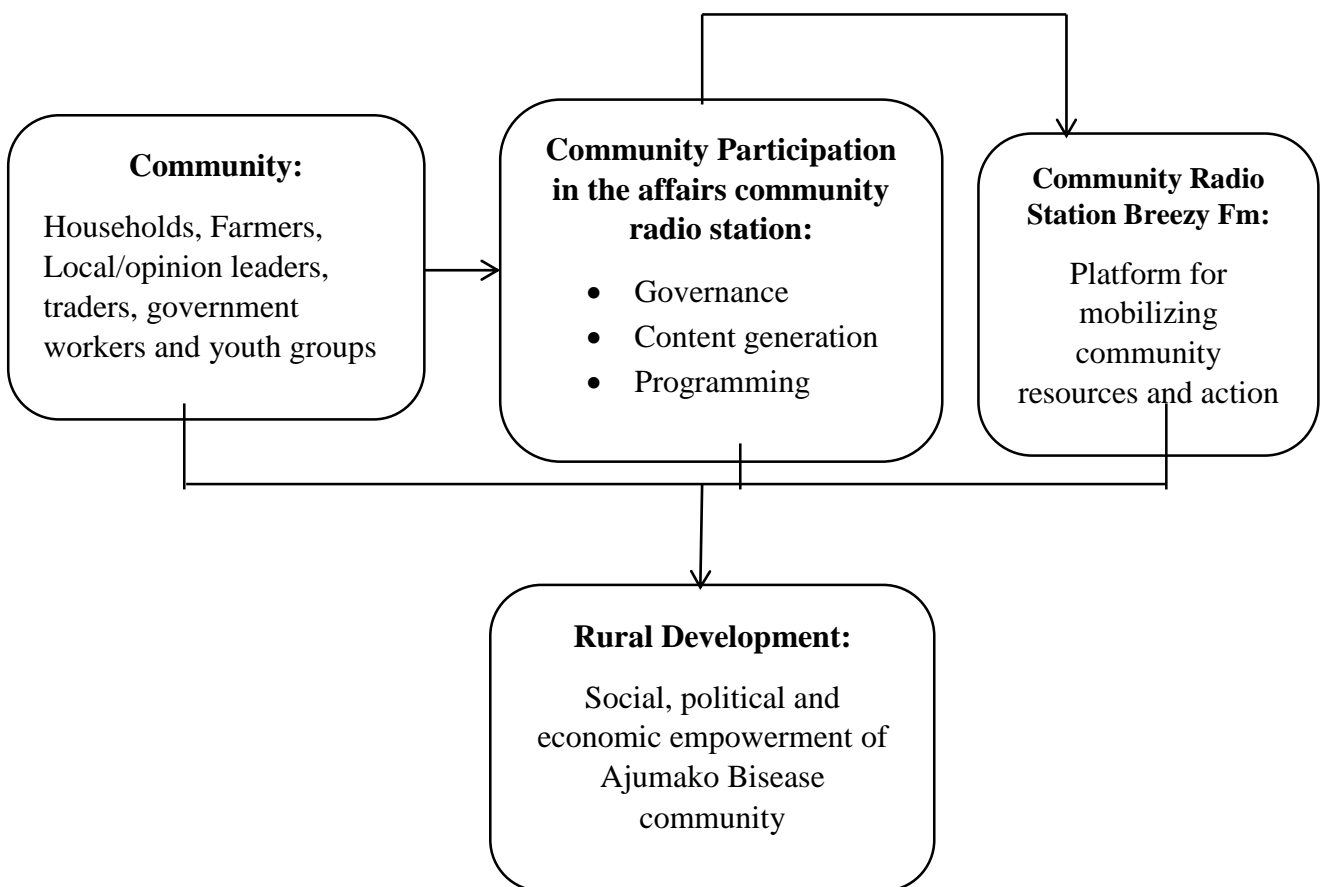 Community:
Households, Farmers,
Local/opinion leaders,
traders, government
workers and youth groups
Community Participation
in the affairs community
radio station:
• Governance
• Content generation
• Programming
Community Radio
Station Breezy Fm:
Platform for
mobilizing
community
resources and action
Rural Development:
Social, political and
economic empowerment of
Ajumako Bisease
community